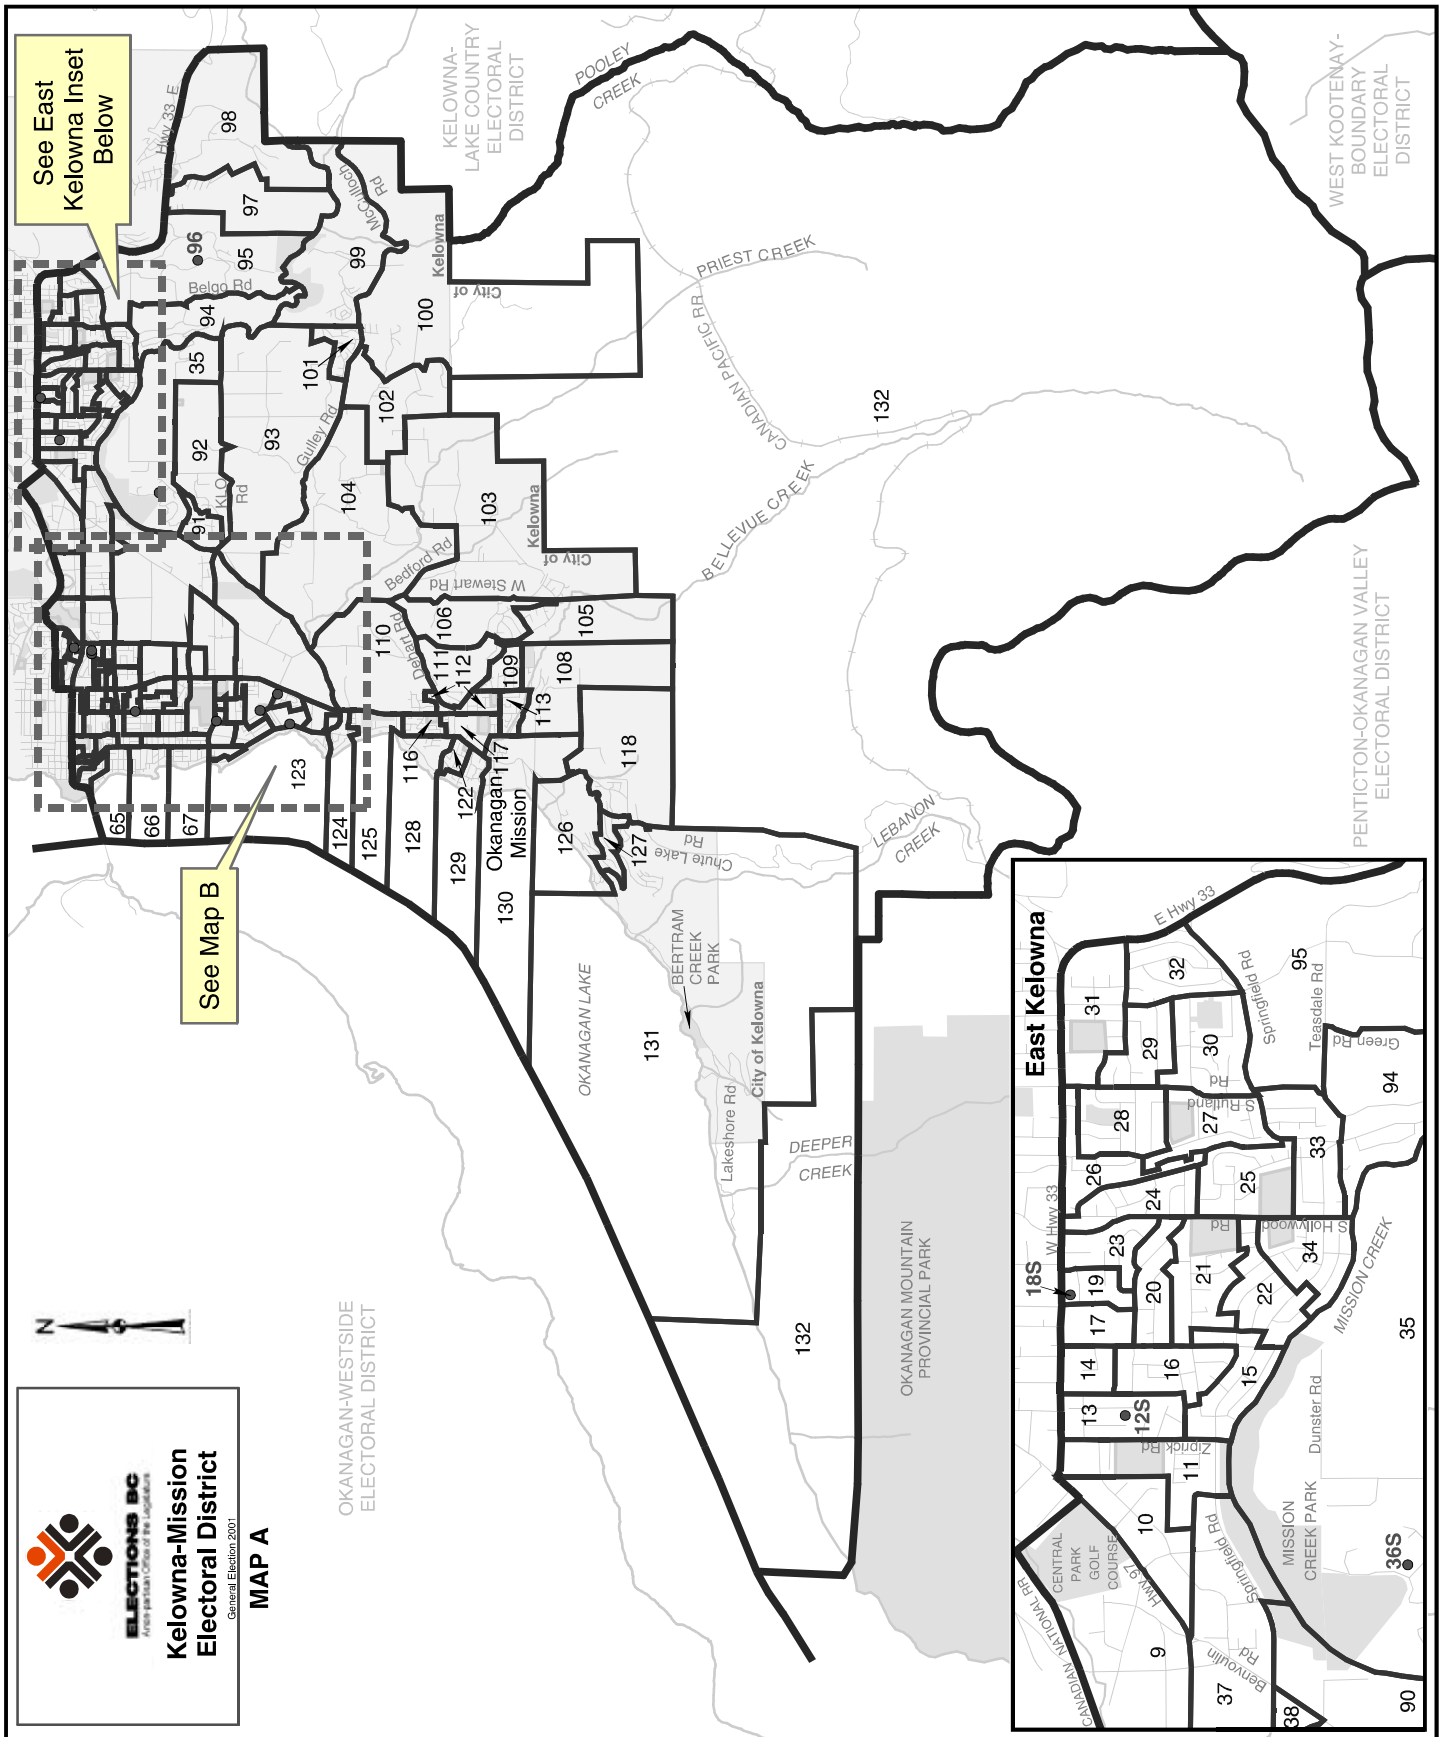 ELECTIONS BC
A non-partisan Office of the Legislature
Kelowna-Mission
Electoral District
General Election 2001
MAP A
N
See East
Kelowna Inset
Below
See Map B
KELOWNA-
LAKE COUNTRY
ELECTORAL
DISTRICT
WEST KOOTENAY-
BOUNDARY
ELECTORAL
DISTRICT
PENTICTON-OKANAGAN VALLEY
ELECTORAL DISTRICT
OKANAGAN-WESTSIDE
ELECTORAL DISTRICT
OKANAGAN MOUNTAIN
PROVINCIAL PARK
OKANAGAN LAKE
BERTRAM
CREEK
PARK
City of Kelowna
Lakeshore Rd
DEEPER
CREEK
LEBANON
CREEK
Chute Lake
Rd
BELLEVUE CREEK
CANADIAN PACIFIC RR
PRIEST CREEK
POOLEY
CREEK
Hwy 33 E
McCulloch
Rd
Belgo Rd
Kelowna
City of
Gulley Rd
KLO
Rd
Bedford Rd
W Stewart Rd
Dehart Rd
Kelowna
City of
Okanagan
Mission
98
97
96
95
94
35
99
100
101
102
92
93
91
104
103
105
106
110
111
112
109
108
113
116
117
118
122
123
124
125
65
66
67
128
129
130
126
127
131
132
132
East Kelowna
E Hwy 33
W Hwy 33
Springfield Rd
Teasdale Rd
Green Rd
S Rutland
Rd
S Hollywood
Rd
MISSION CREEK
Dunster Rd
MISSION
CREEK PARK
Ziprick
Rd
Springfield Rd
Benvoulin
Rd
Hwy 97
CENTRAL
PARK
GOLF
COURSE
CANADIAN NATIONAL RR
31
32
95
29
30
94
28
27
26
33
25
24
23
34
18S
19
20
21
22
17
14
16
15
13
12S
11
10
9
37
38
90
36S
35